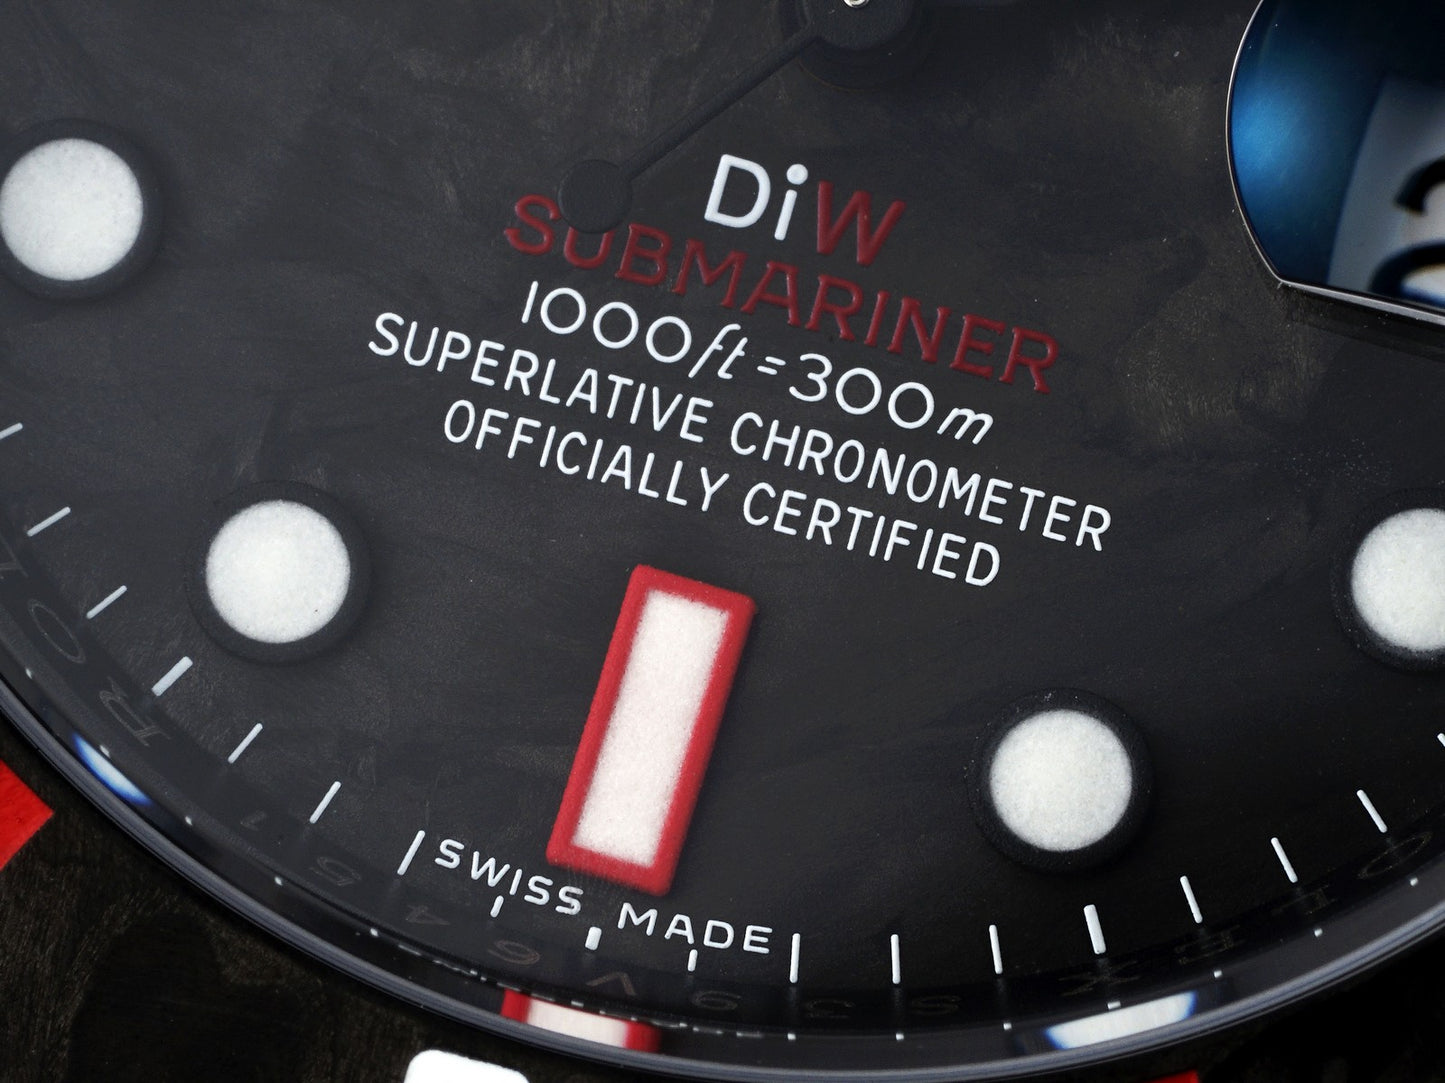 DiW
SUBMARINER
1000ft=300m
SUPERLATIVE CHRONOMETER
OFFICIALLY CERTIFIED
SWISS MADE